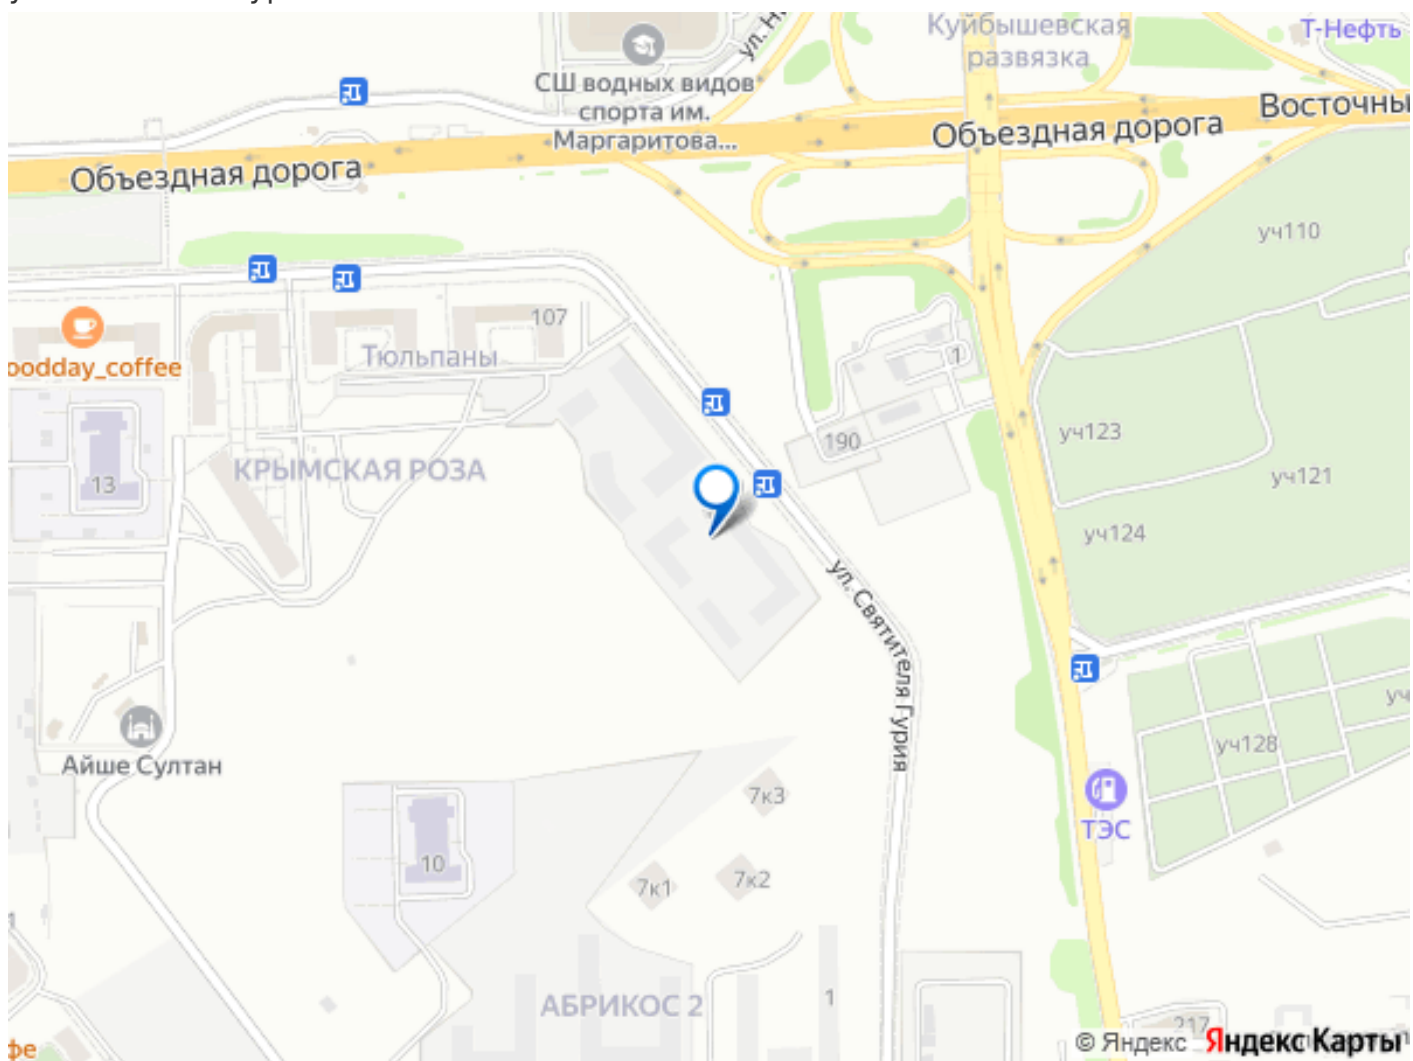 Куйбышевская
развязка
Т-Нефть
СШ водных видов
спорта им.
Маргаритова...
Объездная дорога
Восточны
Объездная дорога
уч110
107
Тюльпаны
oodday_coffee
1
190
уч123
уч121
КРЫМСКАЯ РОЗА
13
уч124
ул. Святителя Гурия
Айше Султан
уч128
7к3
ТЭС
10
7к1
7к2
АБРИКОС 2
1
217
фе
© Яндекс Яндекс Карты